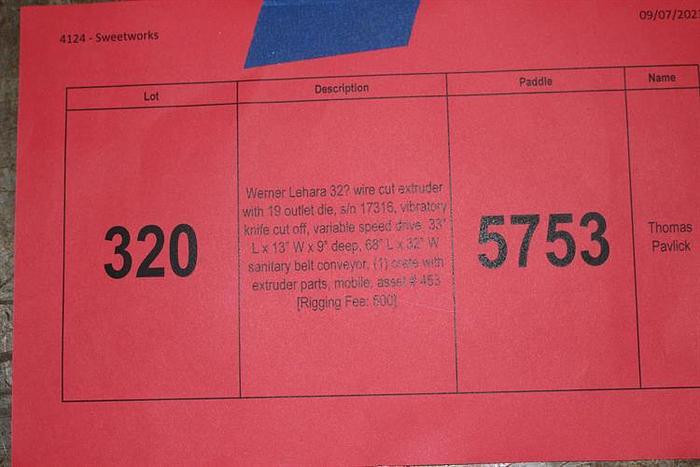 4124 - Sweetworks
09/07/202
Lot
Description
Paddle
Name
320
Werner Lehara 32? wire cut extruder
with 19 outlet die, s/n 17316, vibratory
knife cut off, variable speed drive, 33"
L x 13" W x 9" deep, 68" L x 32" W
sanitary belt conveyor, (1) crate with
extruder parts, mobile, asset # 453
[Rigging Fee: 500]
5753
Thomas
Pavlick